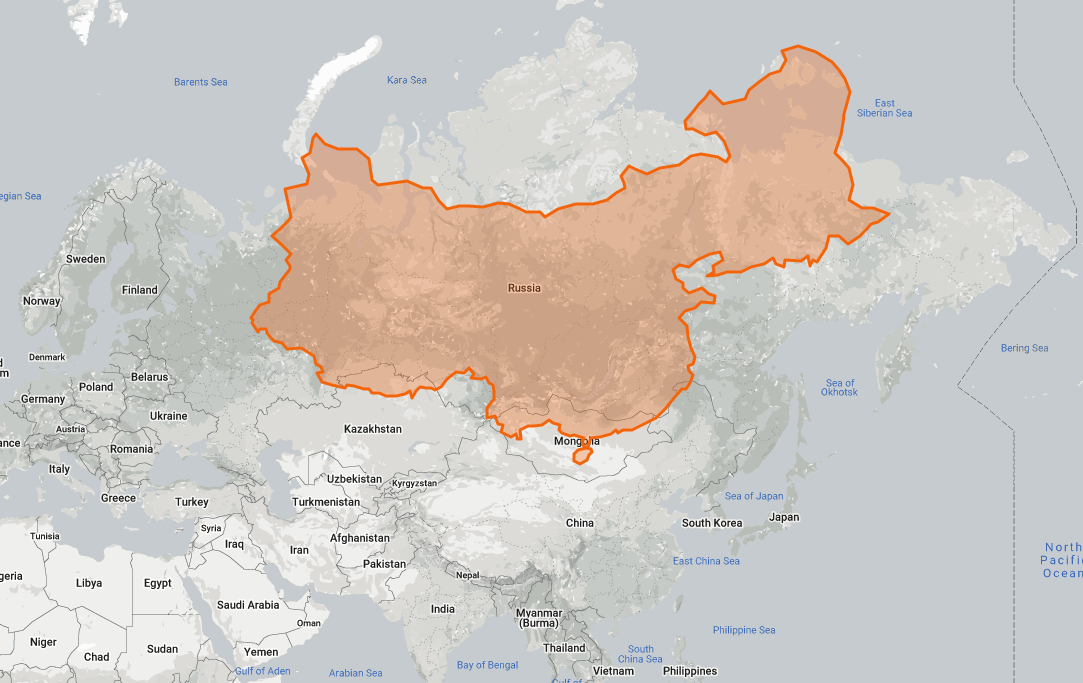 Barents Sea
Kara Sea
East
Siberian Sea
egian Sea
Sweden
Finland
Norway
Russia
Denmark
d
m
Bering Sea
Belarus
Poland
Sea of
Okhotsk
Germany
Ukraine
Austria
Kazakhstan
ance
Mongolia
Romania
Italy
Uzbekistan
Kyrgyzstan
Greece
Turkey
Turkmenistan
Sea of Japan
Japan
South Korea
China
Syria
Tunisia
Afghanistan
Iraq
Iran
North
Pacific
Ocean
Pakistan
East China Sea
Nepal
geria
Libya
Egypt
Saudi Arabia
India
Myanmar
(Burma)
Oman
Philippine Sea
Niger
Chad
Sudan
Yemen
Thailand
South
China Sea
Bay of Bengal
Gulf of Aden
Arabian Sea
Vietnam
Philippines
Gulf of